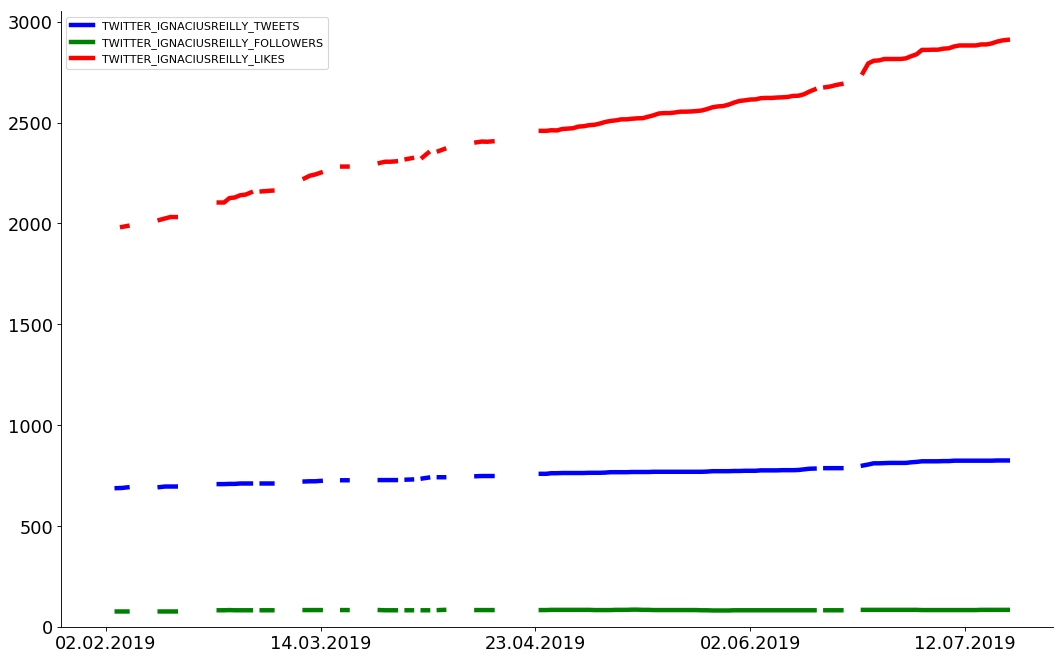 3000
TWITTER_IGNACIUSREILLY_TWEETS
TWITTER_IGNACIUSREILLY_FOLLOWERS
TWITTER_IGNACIUSREILLY_LIKES
2500
2000
1500
1000
500
0
02.02.2019 14.03.2019 23.04.2019 02.06.2019 12.07.2019